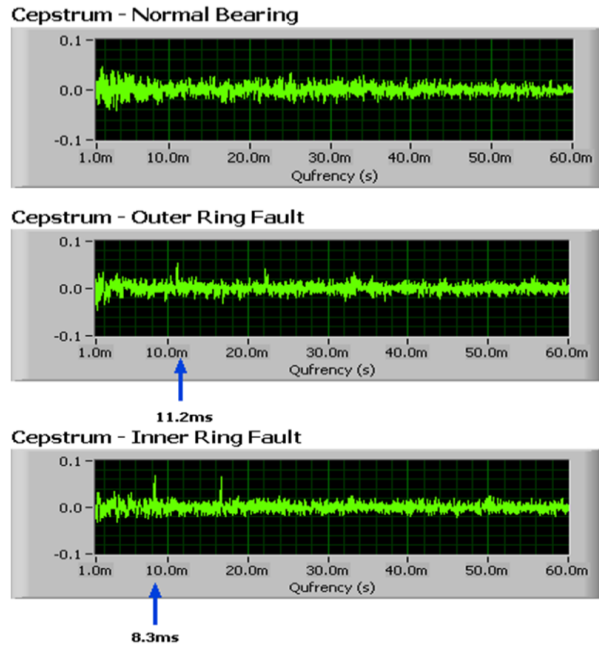 Cepstrum - Normal Bearing
0.1
0.0
-0.1
1.0m 10.0m 20.0m 30.0m 40.0m 50.0m 60.0m
Qufrency (s)
Cepstrum - Outer Ring Fault
0.1
0.0
-0.1
1.0m 10.0m 20.0m 30.0m 40.0m 50.0m 60.0m
Qufrency (s)
11.2ms
Cepstrum - Inner Ring Fault
0.1
0.0
-0.1
1.0m 10.0m 20.0m 30.0m 40.0m 50.0m 60.0m
Qufrency (s)
8.3ms